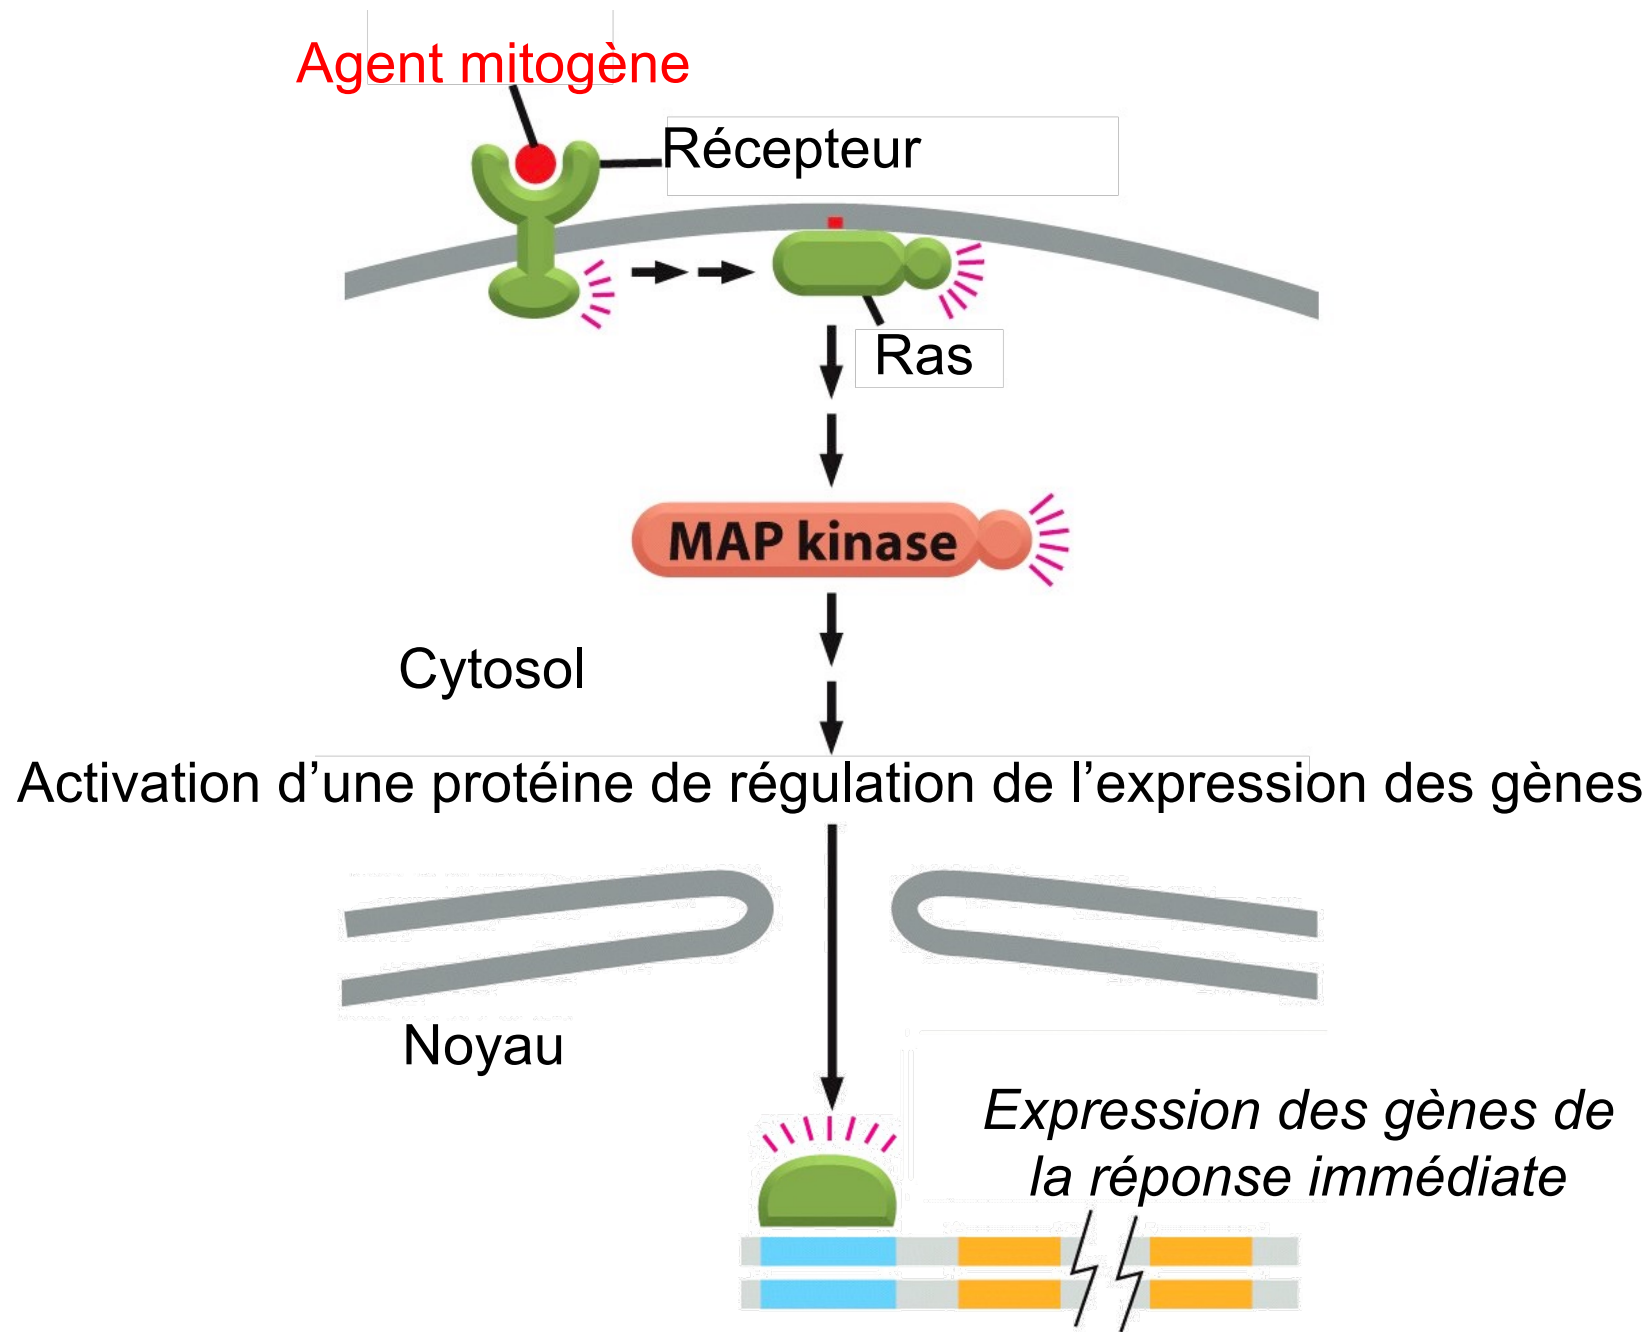 Agent mitogène
Récepteur
Ras
MAP kinase
Cytosol
Activation d’une protéine de régulation de l’expression des gènes
Noyau
Expression des gènes de
la réponse immédiate